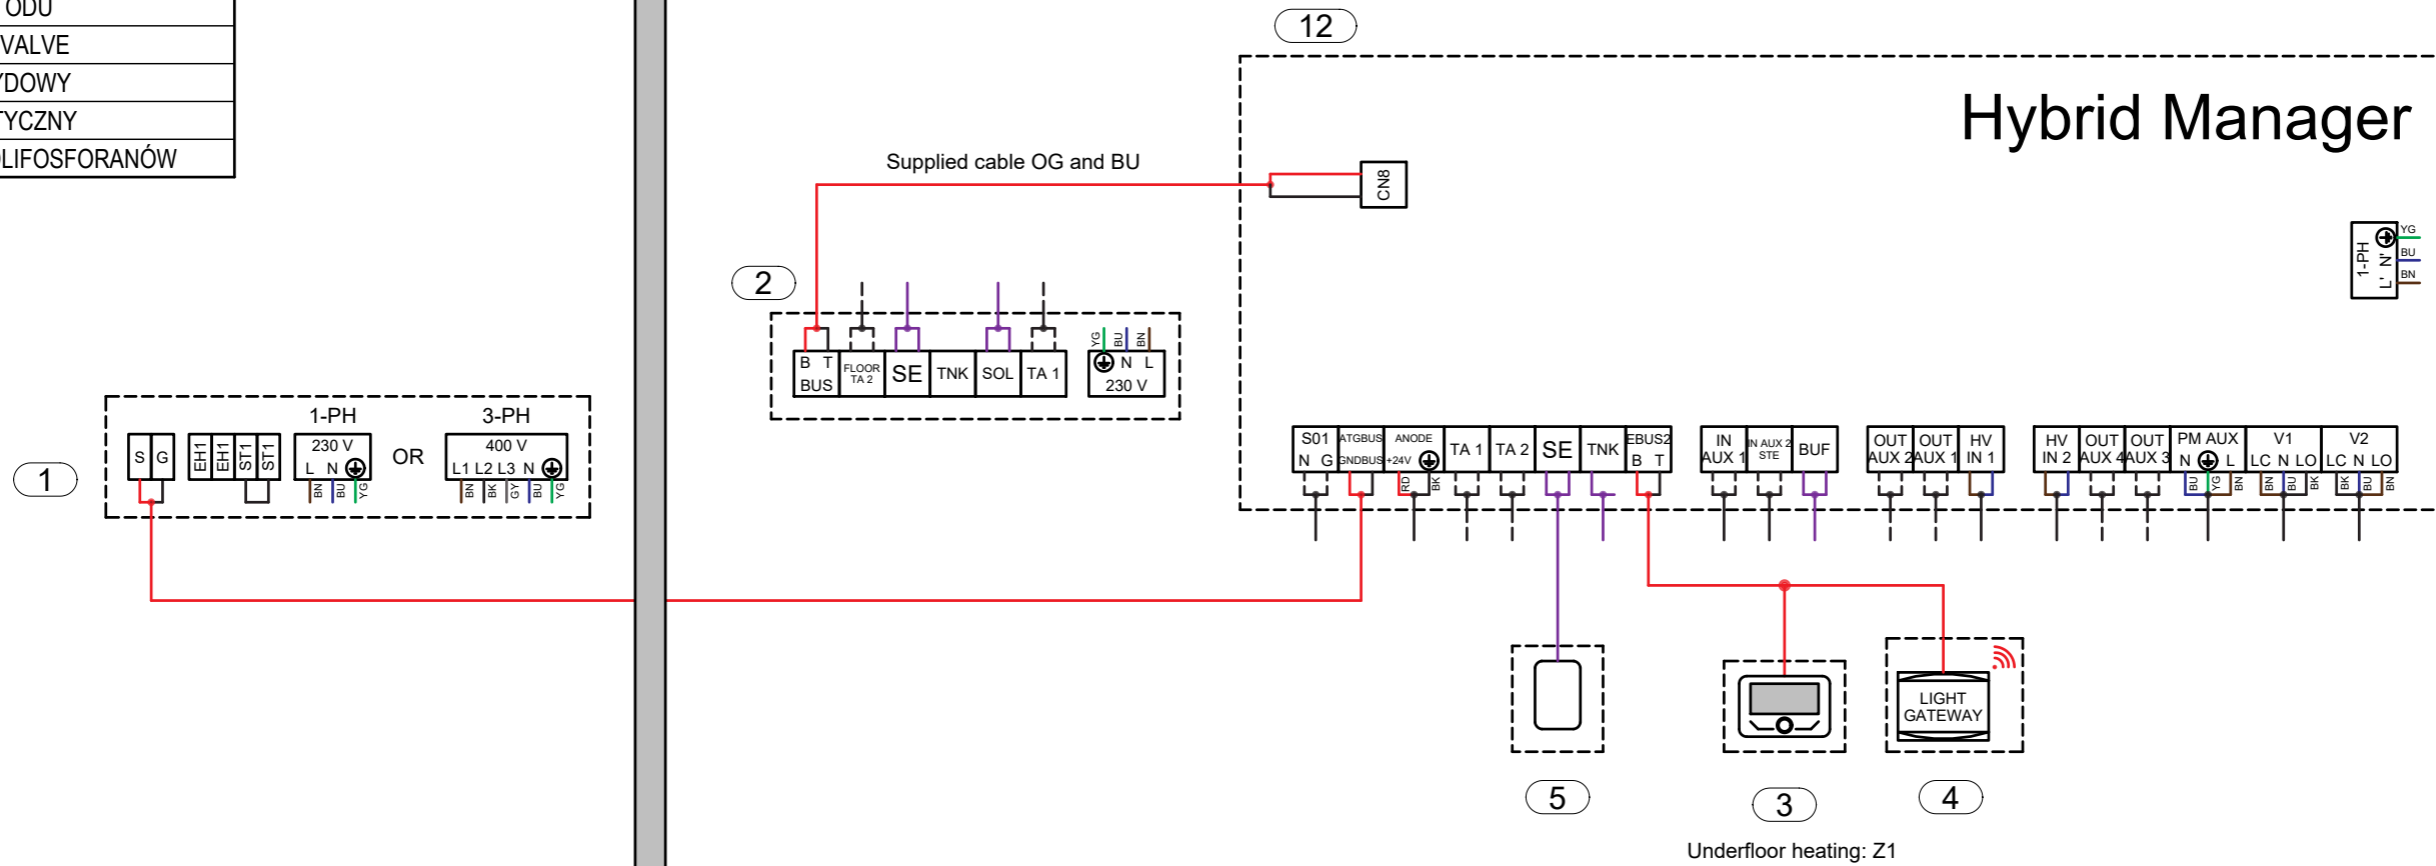 ODU
VALVE
YDOWY
TYCZNY
OLIFOSFORANÓW
12
Hybrid Manager
Supplied cable OG and BU
CN8
1-PH
L' N'
YG
BU
BN
2
B T
BUS
FLOOR
TA 2
SE
TNK
SOL
TA 1
YG
BU
BN
N L
230 V
1
S
G
EH1
EH1
ST1
ST1
1-PH
230 V
L N
BN
BU
YG
OR
3-PH
400 V
L1 L2 L3 N
BN
BK
GY
BU
YG
S01
N G
ATGBUS
GNDBUS
ANODE
+24V
RD
BK
TA 1
TA 2
SE
TNK
EBUS2
B T
IN
AUX 1
IN AUX 2
STE
BUF
OUT
AUX 2
OUT
AUX 1
HV
IN 1
HV
IN 2
OUT
AUX 4
OUT
AUX 3
PM AUX
N L
BU
YG
BN
V1
LC N LO
BN
BU
BK
V2
LC N LO
BK
BU
BN
LIGHT
GATEWAY
5
3
4
Underfloor heating: Z1